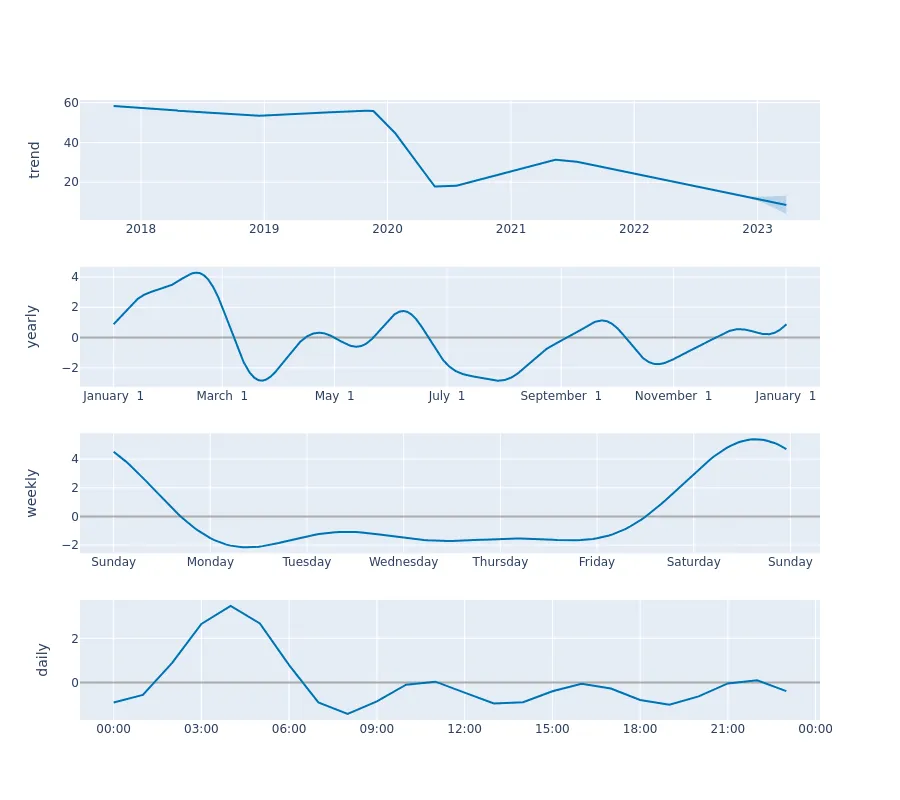 60
40
20
trend
2018 2019 2020 2021 2022 2023
4
2
0
−2
yearly
January 1 March 1 May 1 July 1 September 1 November 1 January 1
4
2
0
−2
weekly
Sunday Monday Tuesday Wednesday Thursday Friday Saturday Sunday
2
0
daily
00:00 03:00 06:00 09:00 12:00 15:00 18:00 21:00 00:00